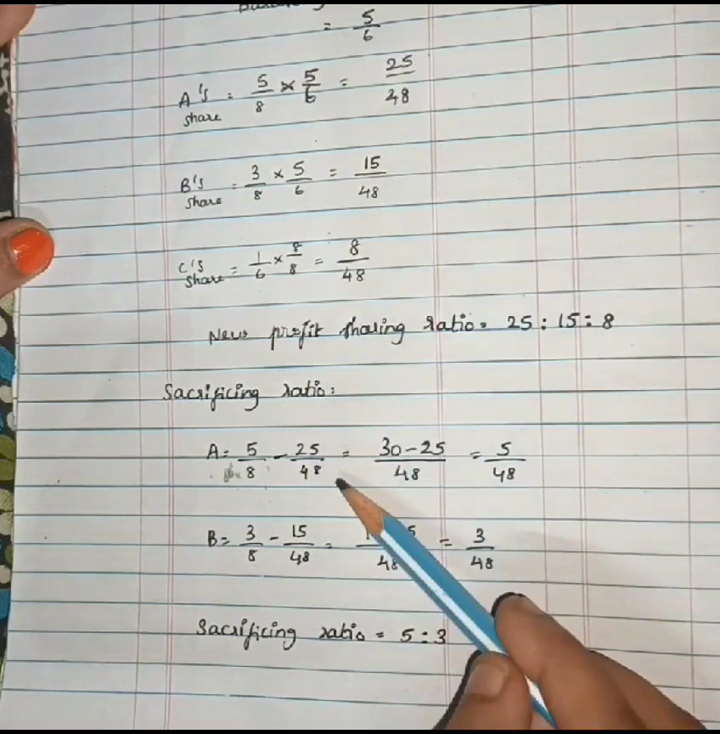 = 5/6
A's share = 5/8 × 5/6 = 25/48
B's share = 3/8 × 5/6 = 15/48
C's share = 1/6 × 8/8 = 8/48
New profit sharing ratio = 25 : 15 : 8
Sacrificing ratio:
A = 5/8 - 25/48 = 30-25/48 = 5/48
B = 3/8 - 15/48 = /48 = 3/48
Sacrificing ratio = 5 : 3